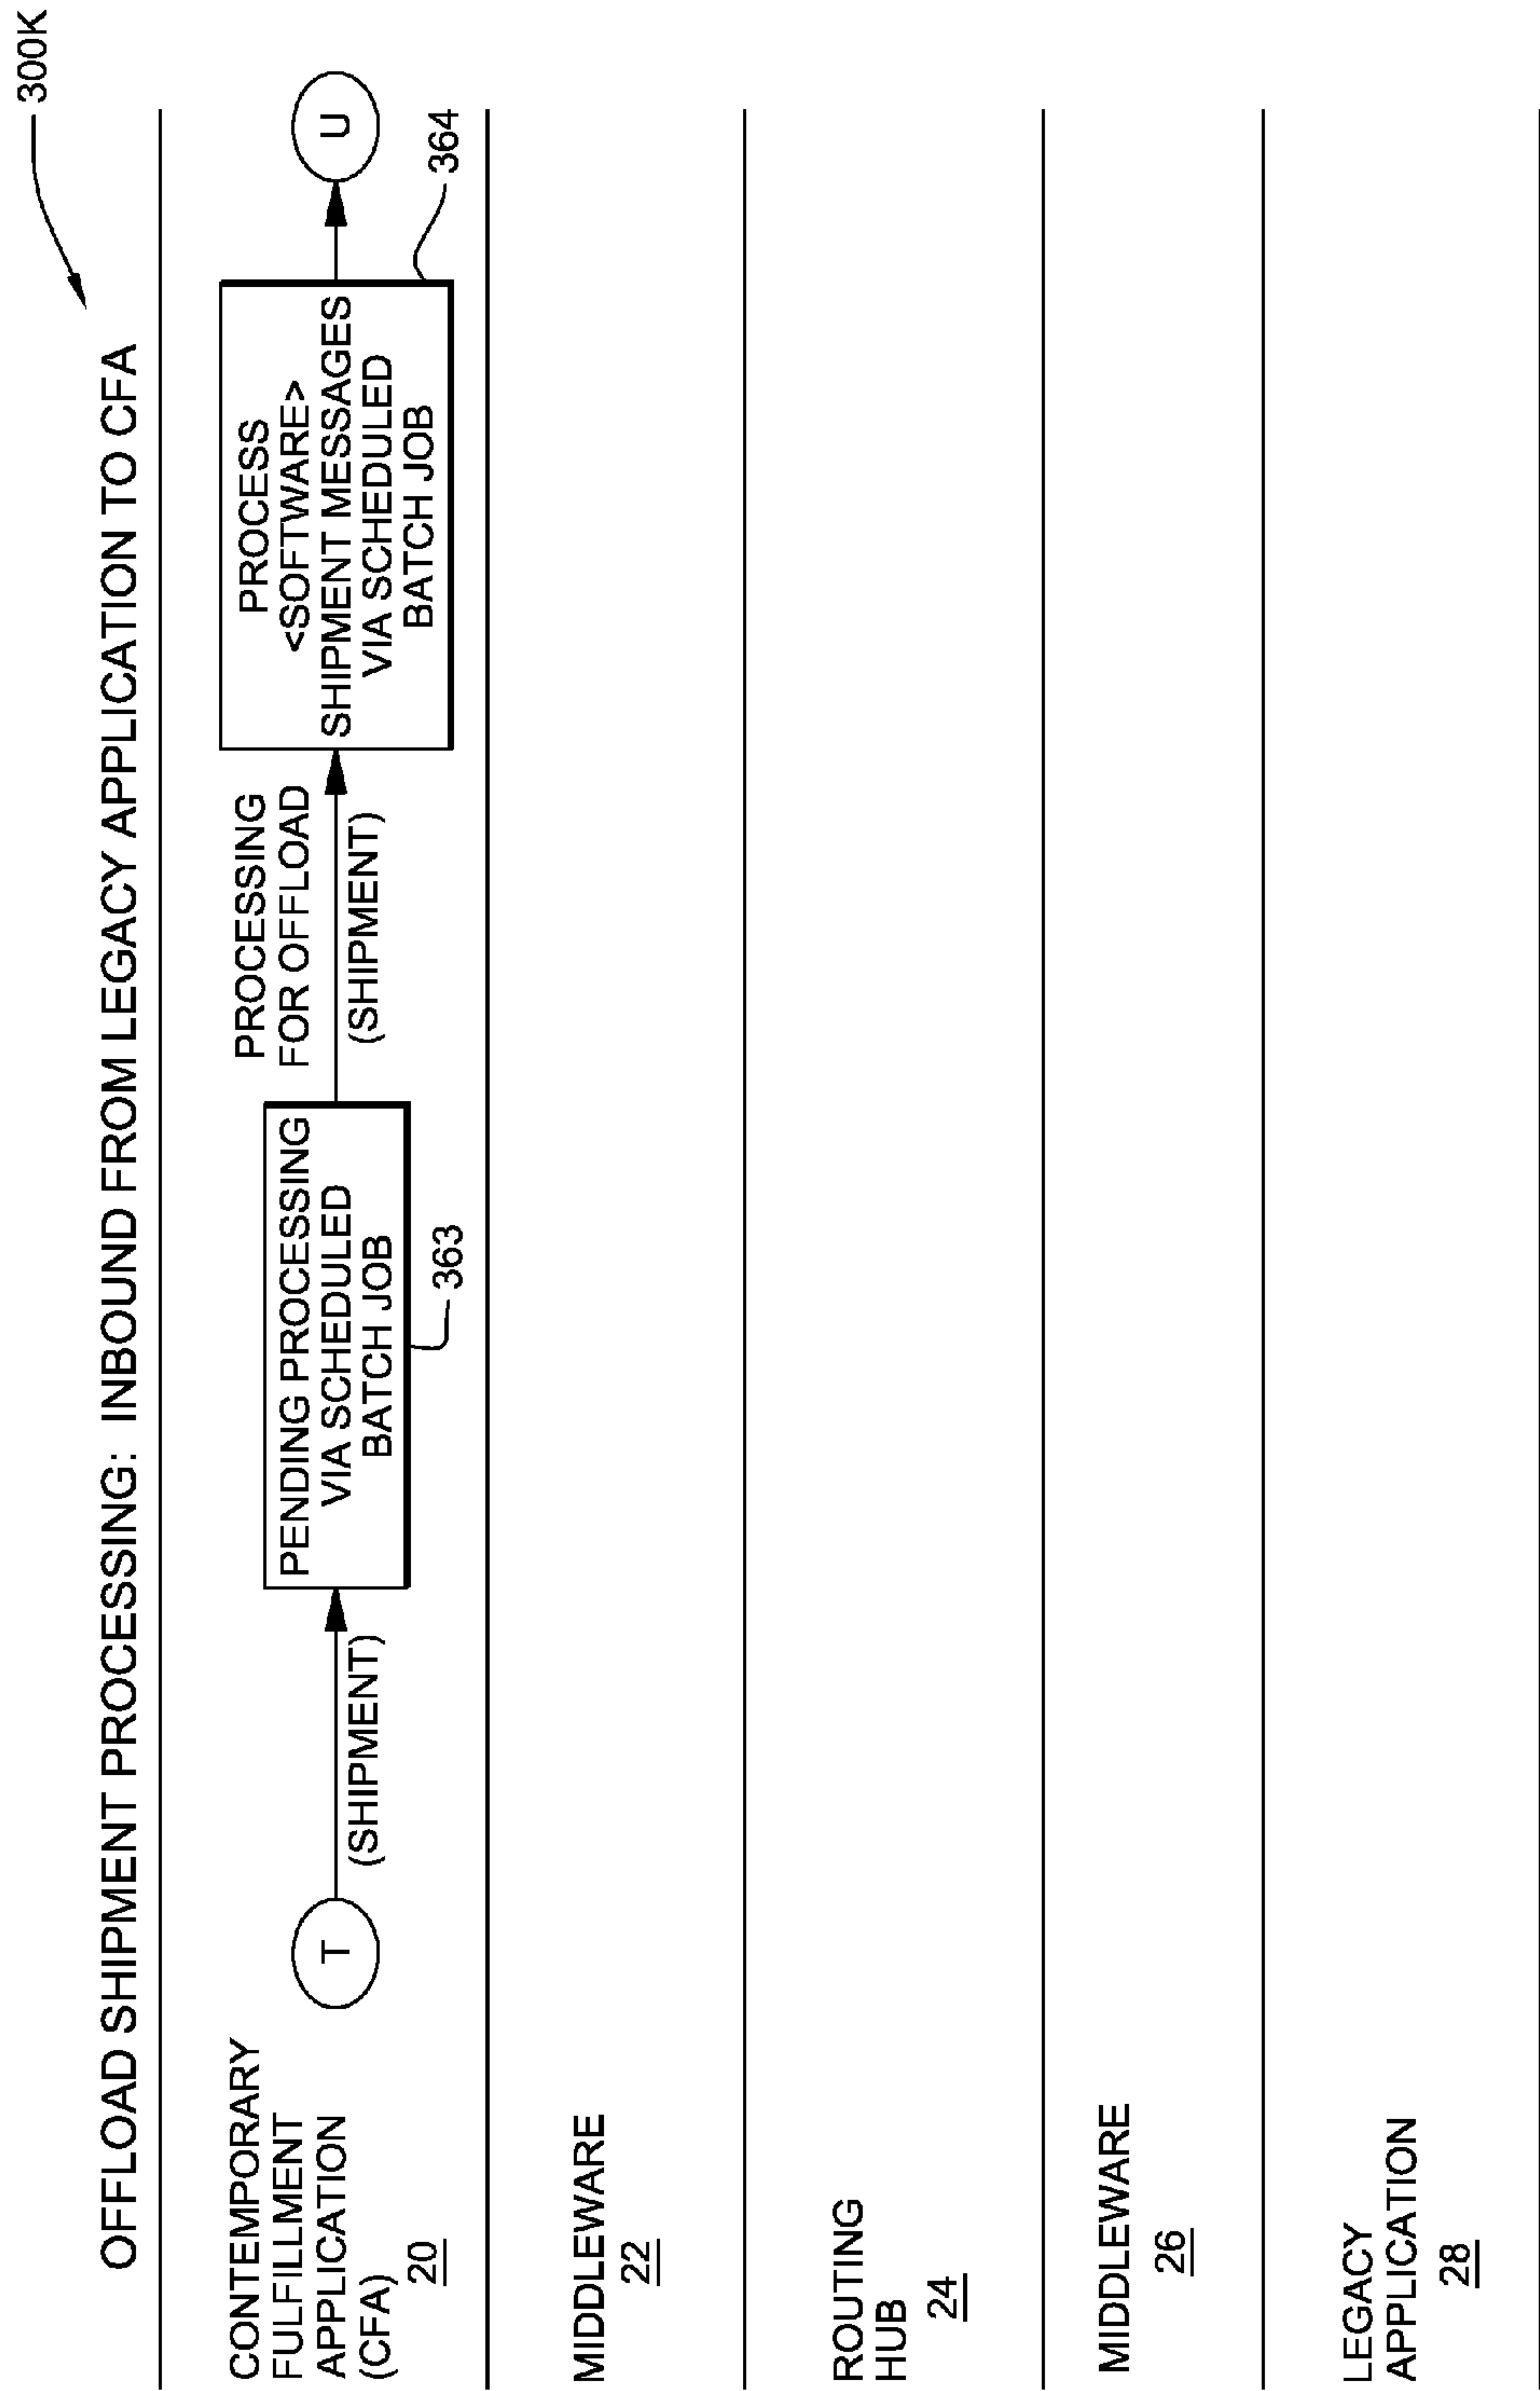 300K
OFFLOAD SHIPMENT PROCESSING: INBOUND FROM LEGACY APPLICATION TO CFA
CONTEMPORARY
FULFILLMENT
APPLICATION
(CFA)
20
T
(SHIPMENT)
PENDING PROCESSING
VIA SCHEDULED
BATCH JOB
363
PROCESSING
FOR OFFLOAD
(SHIPMENT)
PROCESS
<SOFTWARE>
SHIPMENT MESSAGES
VIA SCHEDULED
BATCH JOB
364
U
MIDDLEWARE
22
ROUTING
HUB
24
MIDDLEWARE
26
LEGACY
APPLICATION
28